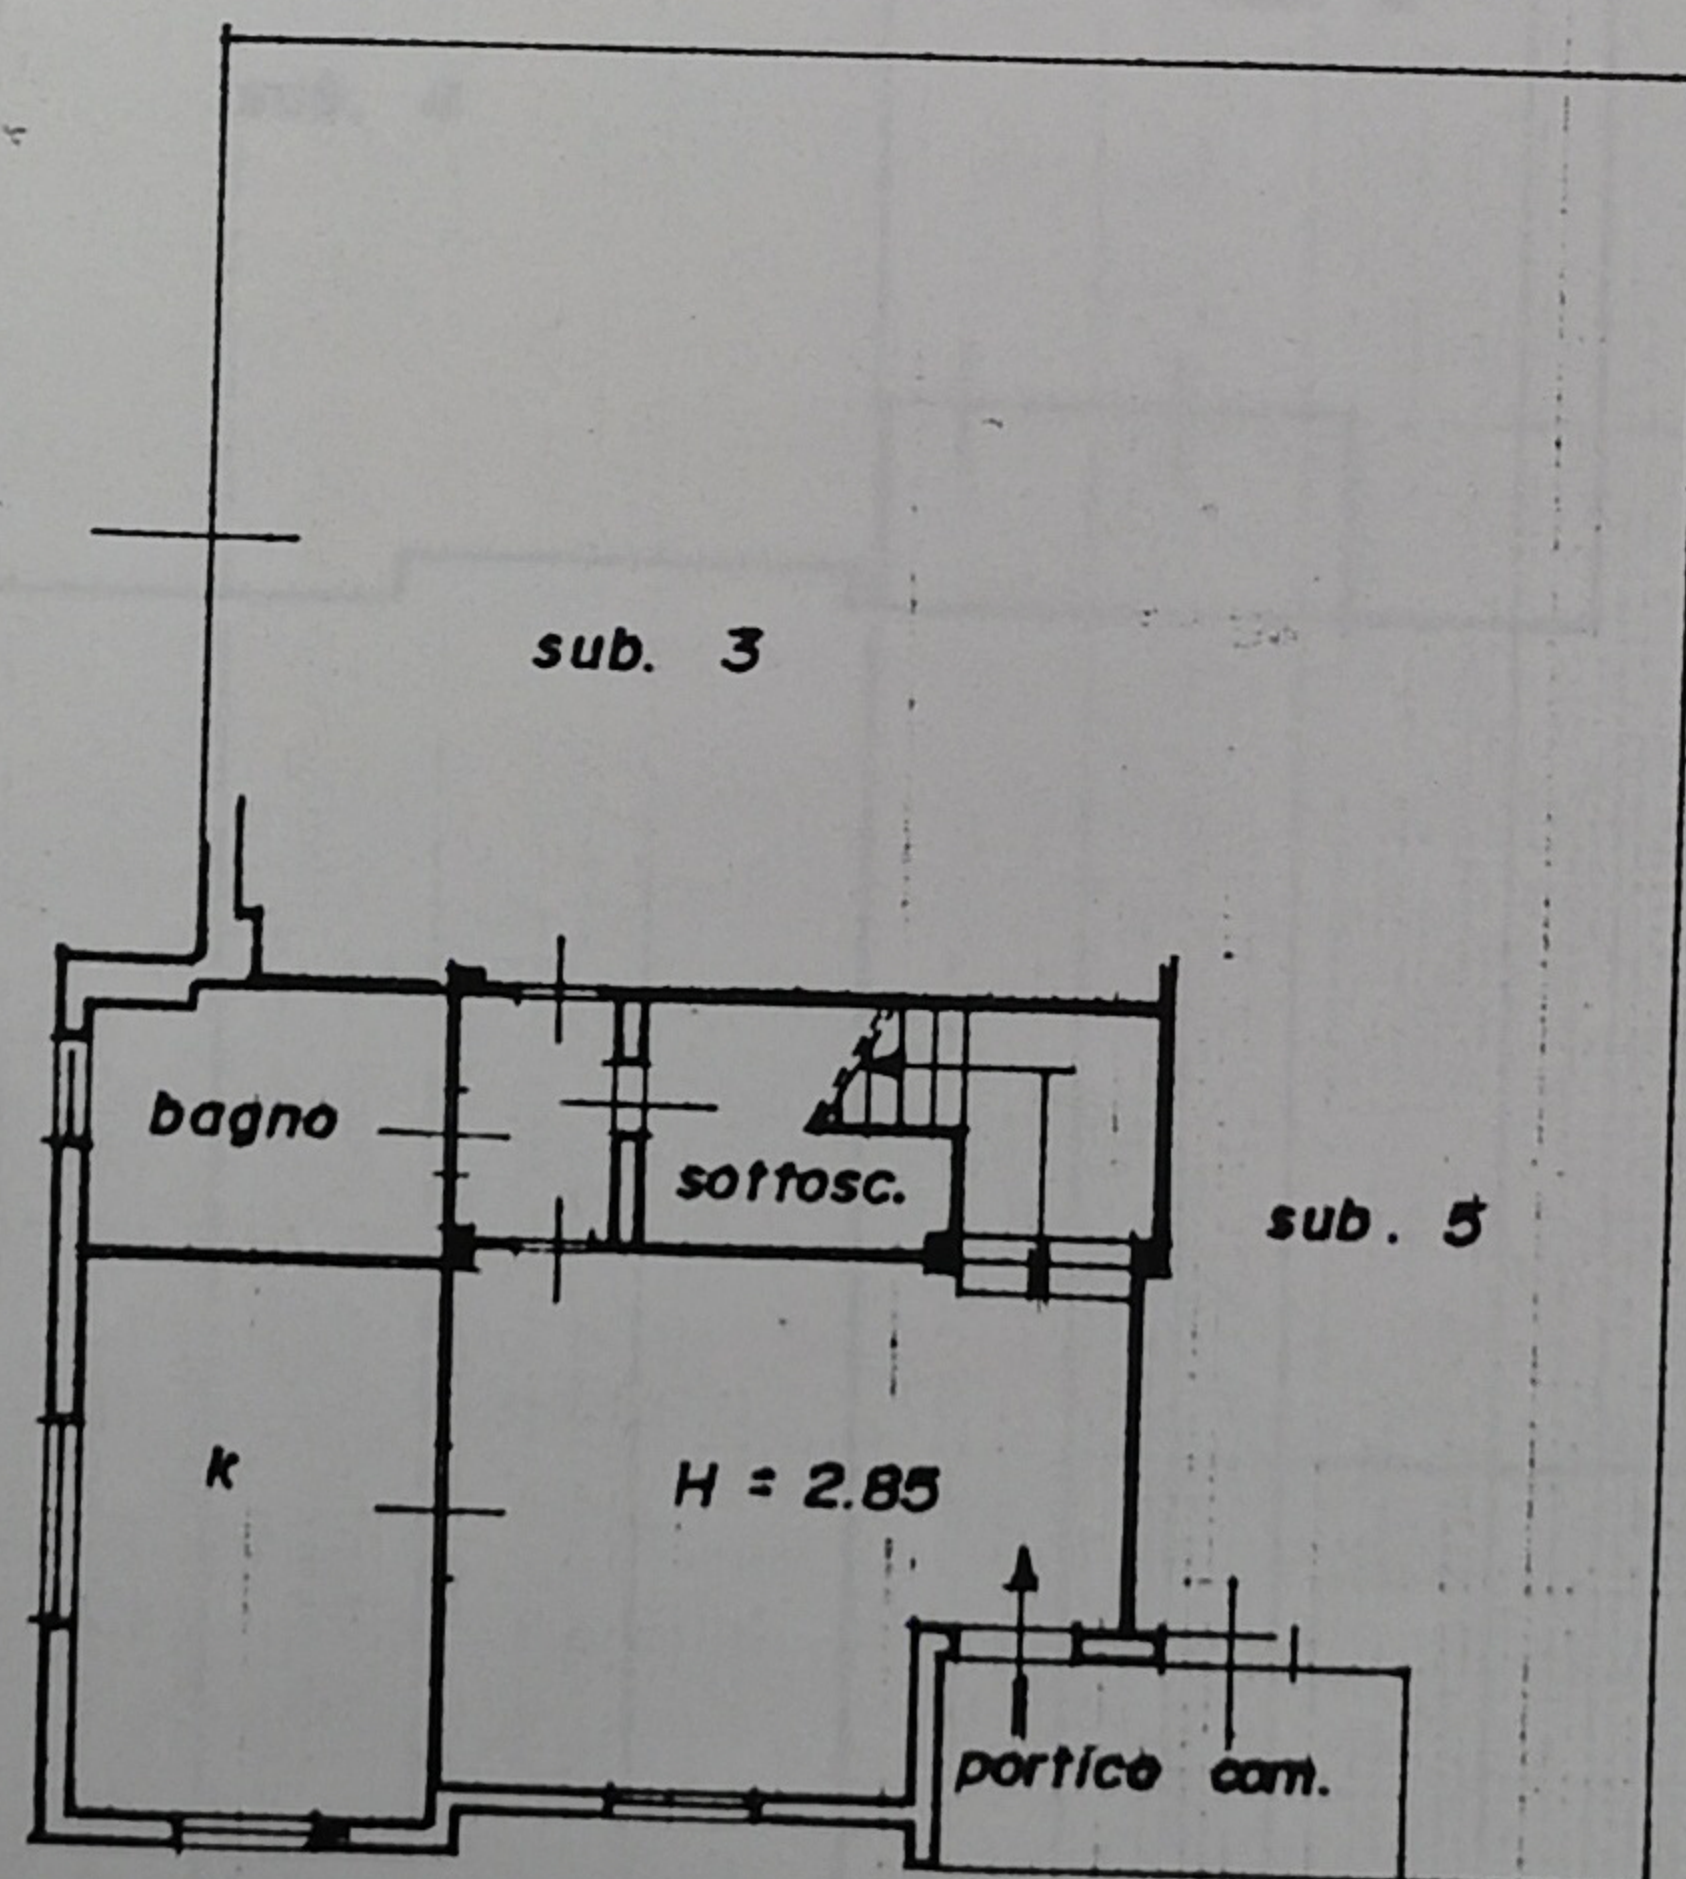 sub. 3
bagno
sottosc.
sub. 5
k
H = 2.85
portico com.